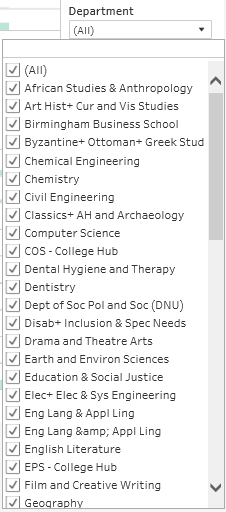 Department
(All)
(All)
African Studies & Anthropology
Art Hist+ Cur and Vis Studies
Birmingham Business School
Byzantine+ Ottoman+ Greek Stud
Chemical Engineering
Chemistry
Civil Engineering
Classics+ AH and Archaeology
Computer Science
COS - College Hub
Dental Hygiene and Therapy
Dentistry
Dept of Soc Pol and Soc (DNU)
Disab+ Inclusion & Spec Needs
Drama and Theatre Arts
Earth and Environ Sciences
Education & Social Justice
Elec+ Elec & Sys Engineering
Eng Lang & Appl Ling
Eng Lang &amp; Appl Ling
English Literature
EPS - College Hub
Film and Creative Writing
Geography